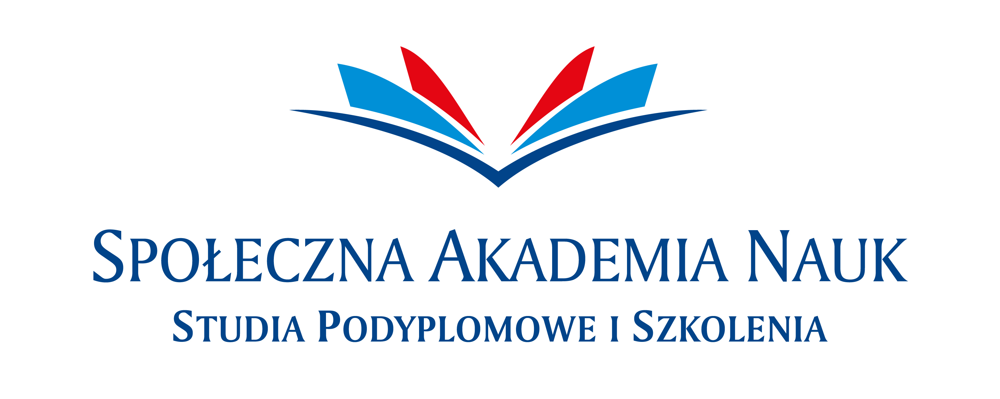 Społeczna Akademia Nauk
Studia Podyplomowe i Szkolenia